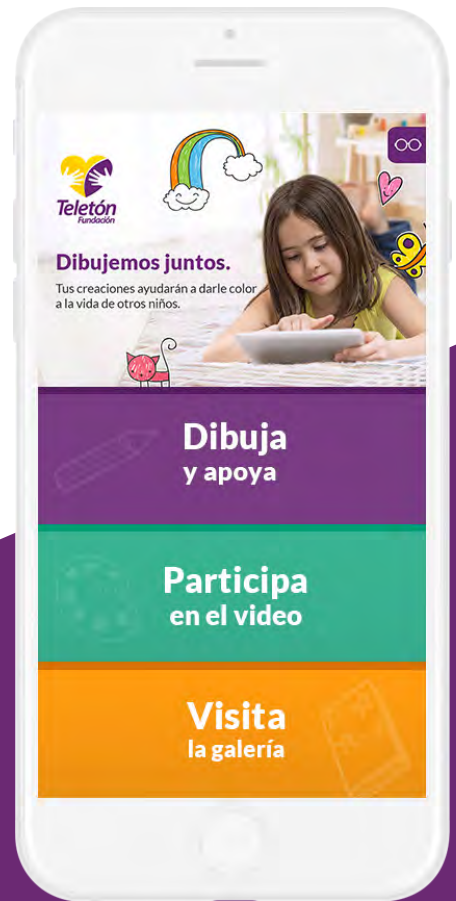 Teletón
Fundación
Dibujemos juntos.
Tus creaciones ayudarán a darle color
a la vida de otros niños.
Dibuja
y apoya
Participa
en el video
Visita
la galería